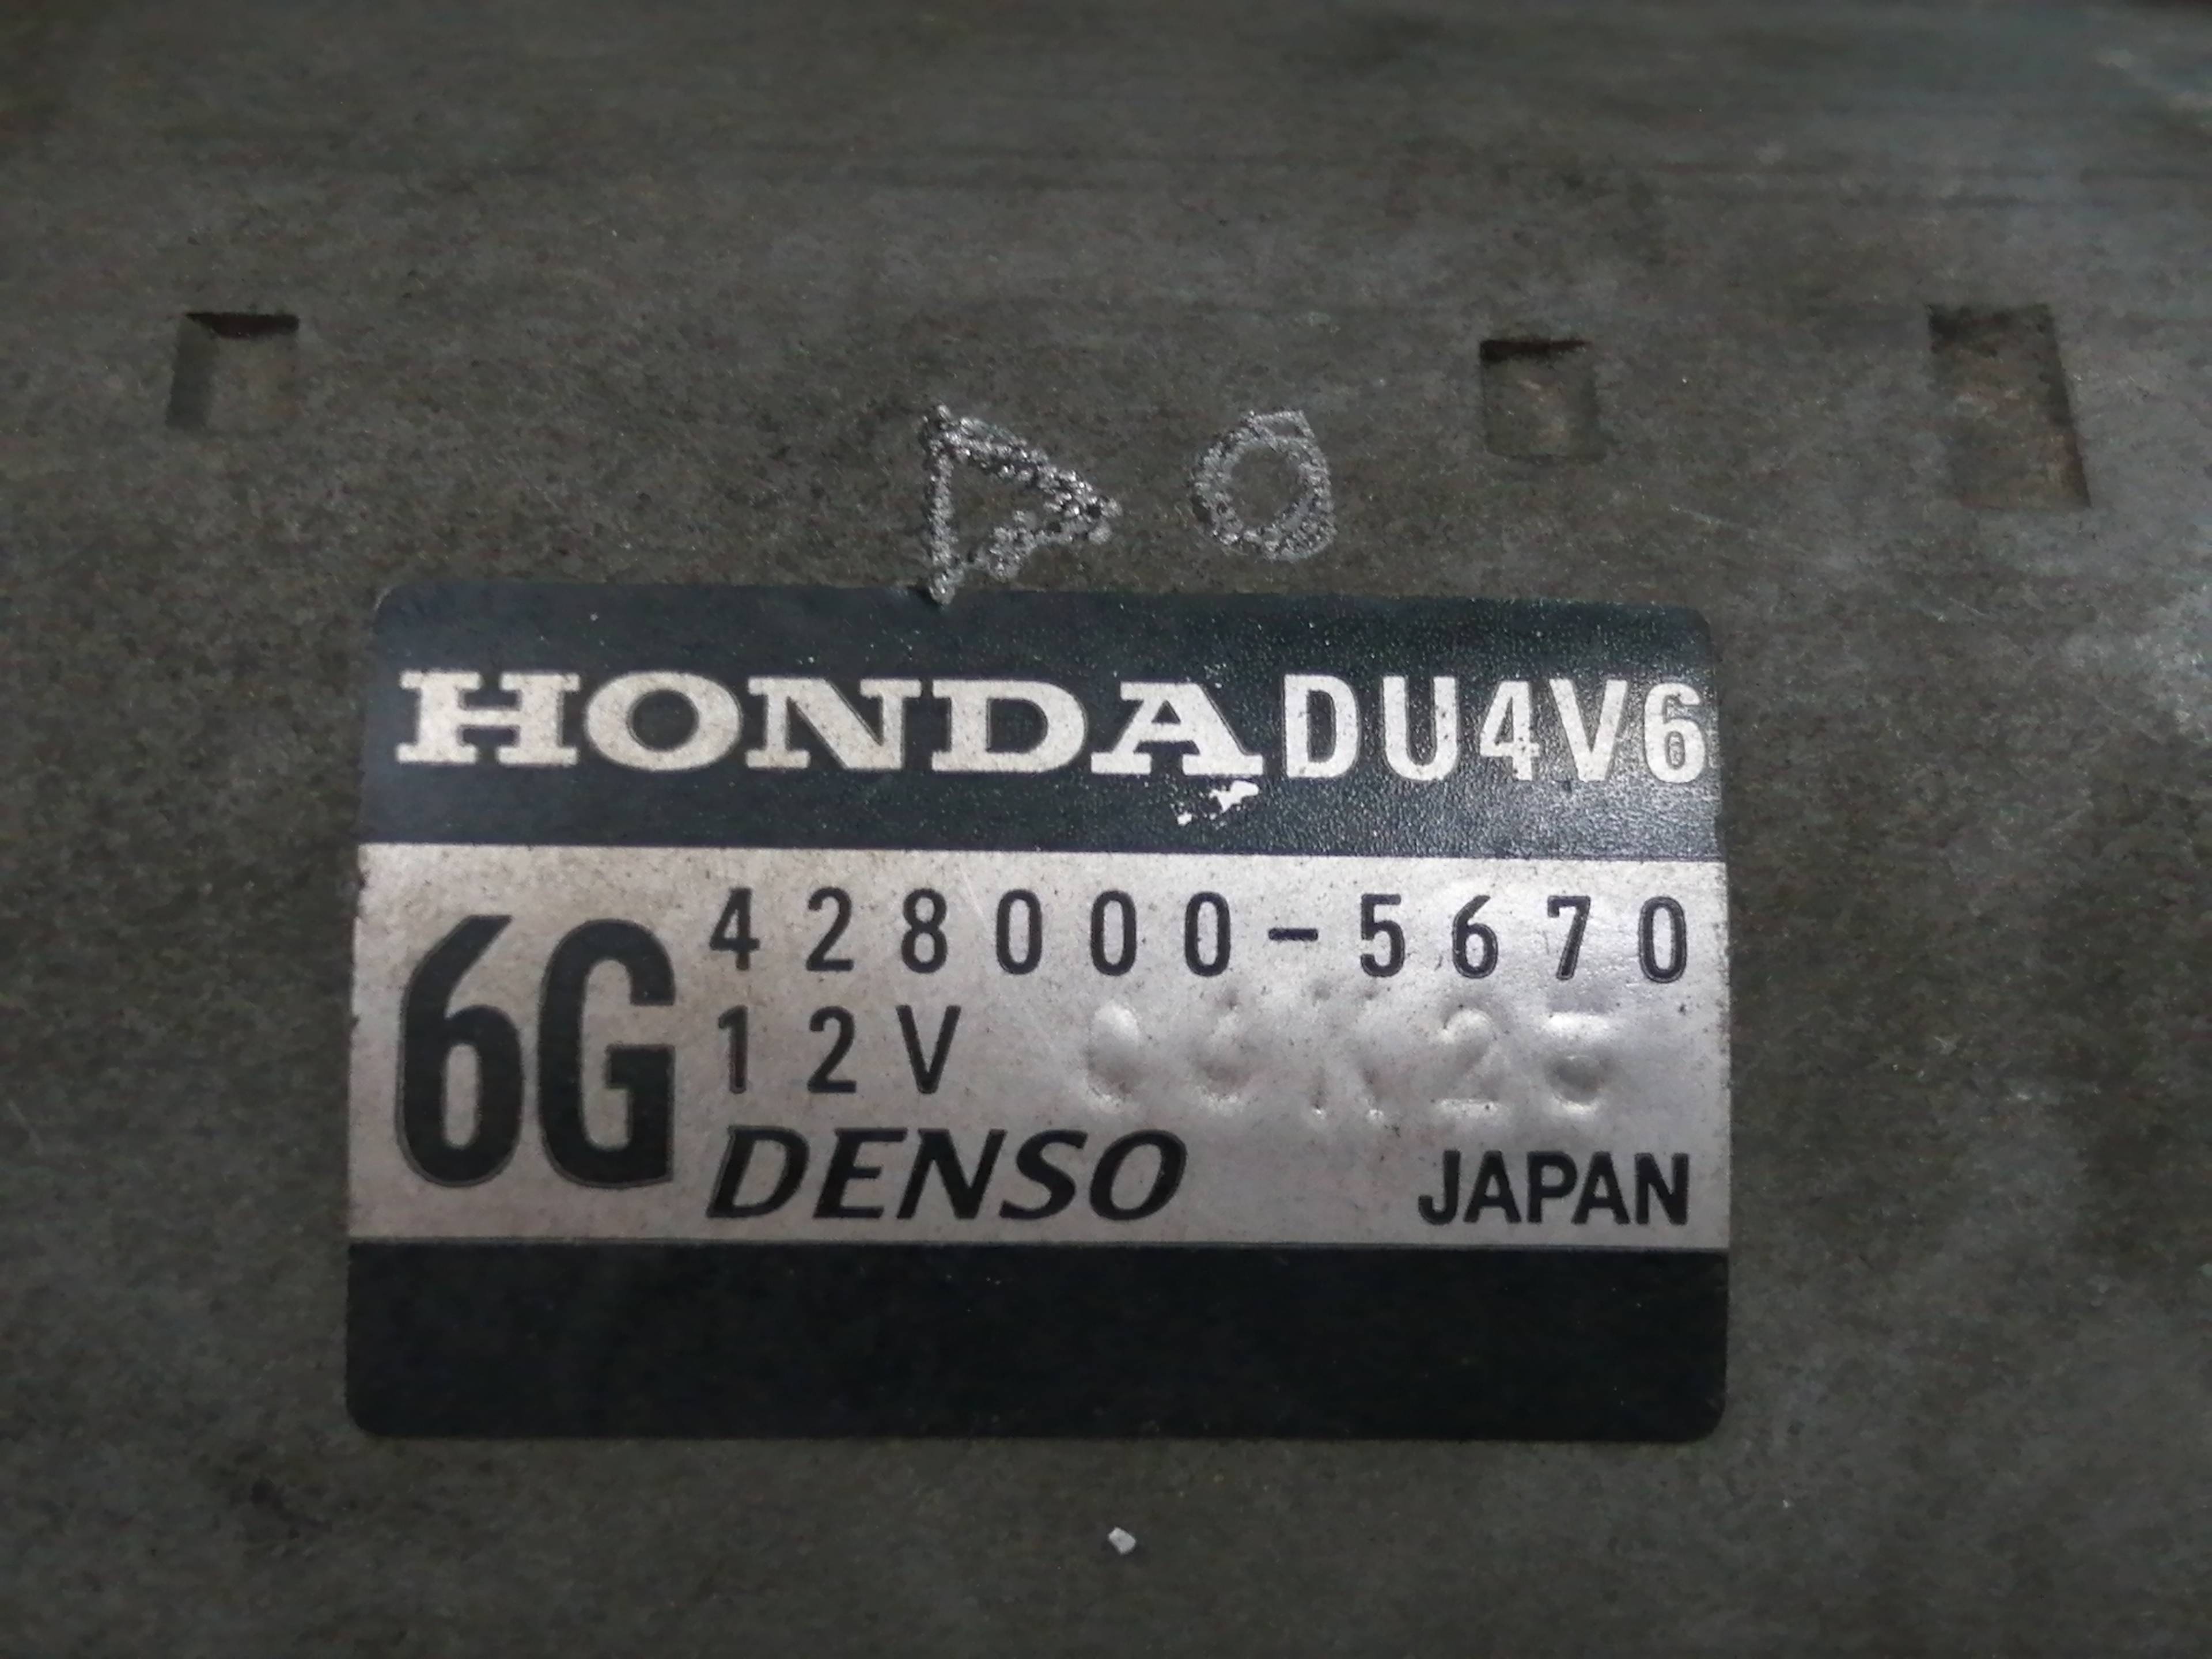 HONDA DU4V6
6G
428000-5670
12V
DENSO JAPAN